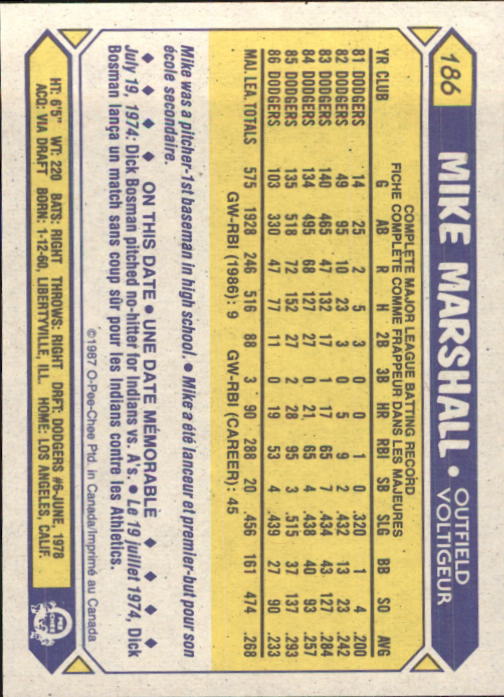 186
MIKE MARSHALL • OUTFIELD
VOLTIGEUR
COMPLETE MAJOR LEAGUE BATTING RECORD
FICHE COMPLÈTE COMME FRAPPEUR DANS LES MAJEURES
YR CLUB G AB R H 2B 3B HR RBI SB SLG BB SO AVG
81 DODGERS 14 25 2 5 3 0 0 1 0 .320 1 4 .200
82 DODGERS 49 95 10 23 3 0 5 9 2 .432 13 23 .242
83 DODGERS 140 465 47 132 17 1 17 65 7 .434 43 127 .284
84 DODGERS 134 495 68 127 27 0 21 65 4 .438 40 93 .257
85 DODGERS 135 518 72 152 27 2 28 95 3 .515 37 137 .293
86 DODGERS 103 330 47 77 11 0 19 53 4 .439 27 90 .233
MAJ. LEA. TOTALS 575 1928 246 516 88 3 90 288 20 .456 161 474 .268
GW-RBI (1986): 9 GW-RBI (CAREER): 45
Mike was a pitcher-1st baseman in high school. • Mike a été lanceur et premier-but pour son
école secondaire.
ON THIS DATE • UNE DATE MÉMORABLE
July 19, 1974: Dick Bosman pitched no-hitter for Indians vs. A's. • Le 19 juillet 1974, Dick
Bosman lança un match sans coup sûr pour les Indians contre les Athletics.
©1987 O-Pee-Chee Ptd. in Canada/Imprimé au Canada
HT: 6'5" WT: 220 BATS: RIGHT THROWS: RIGHT DRFT: DODGERS #6-JUNE, 1978
ACQ: VIA DRAFT BORN: 1-12-60, LIBERTYVILLE, ILL. HOME: LOS ANGELES, CALIF.
O
PEE
CHEE